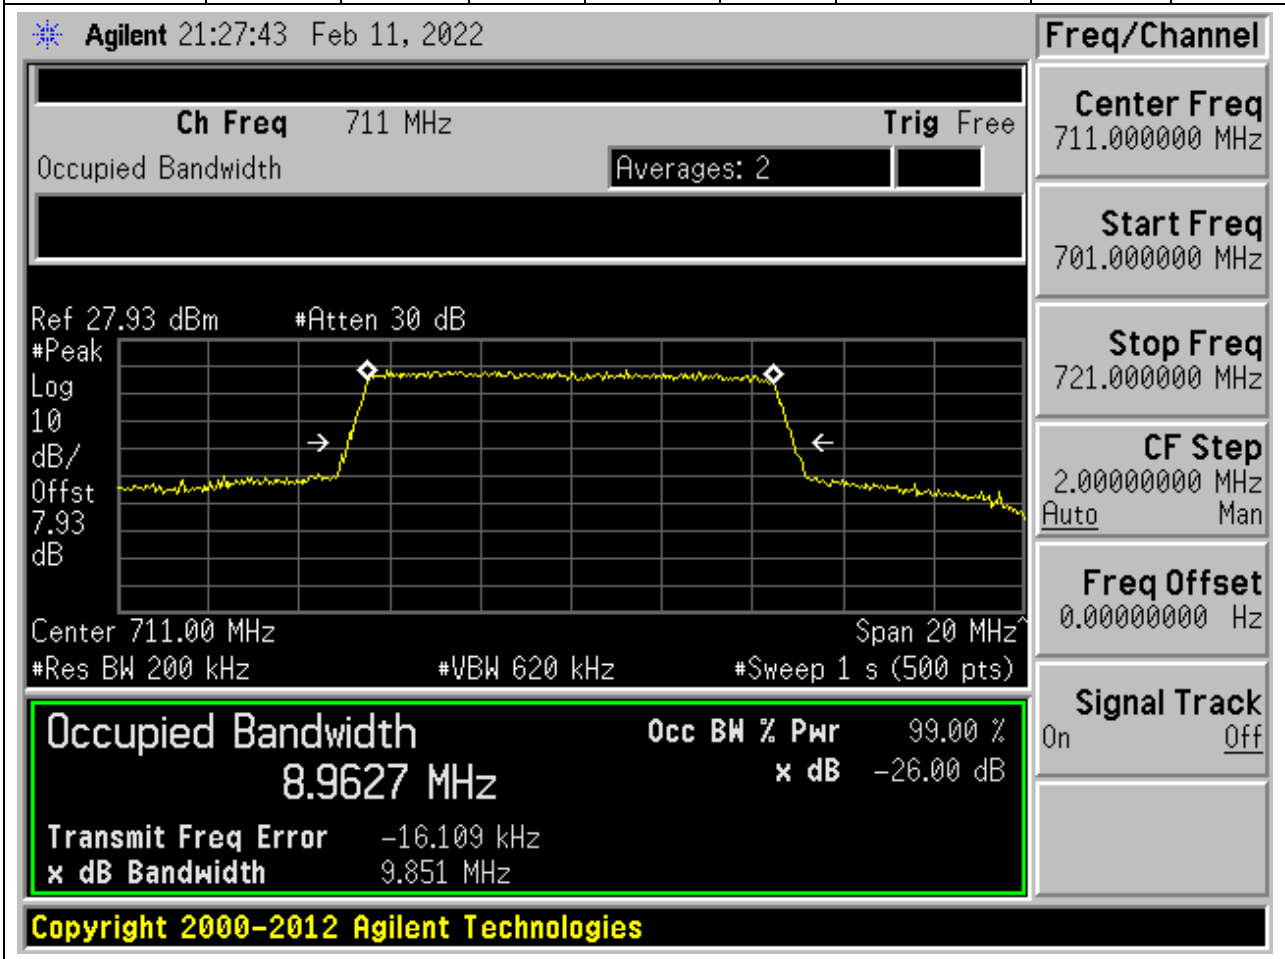 Agilent 21:27:43 Feb 11, 2022
Freq/Channel
Ch Freq 711 MHz Trig Free
Occupied Bandwidth Averages: 2
Center Freq
711.000000 MHz
Start Freq
701.000000 MHz
Stop Freq
721.000000 MHz
CF Step
2.00000000 MHz
Auto Man
Freq Offset
0.00000000 Hz
Signal Track
On Off
Ref 27.93 dBm #Atten 30 dB
#Peak
Log
10
dB/
Offst
7.93
dB
Center 711.00 MHz Span 20 MHz^
#Res BW 200 kHz #VBW 620 kHz #Sweep 1 s (500 pts)
Occupied Bandwidth Occ BW % Pwr 99.00 %
8.9627 MHz x dB -26.00 dB
Transmit Freq Error -16.109 kHz
x dB Bandwidth 9.851 MHz
Copyright 2000-2012 Agilent Technologies